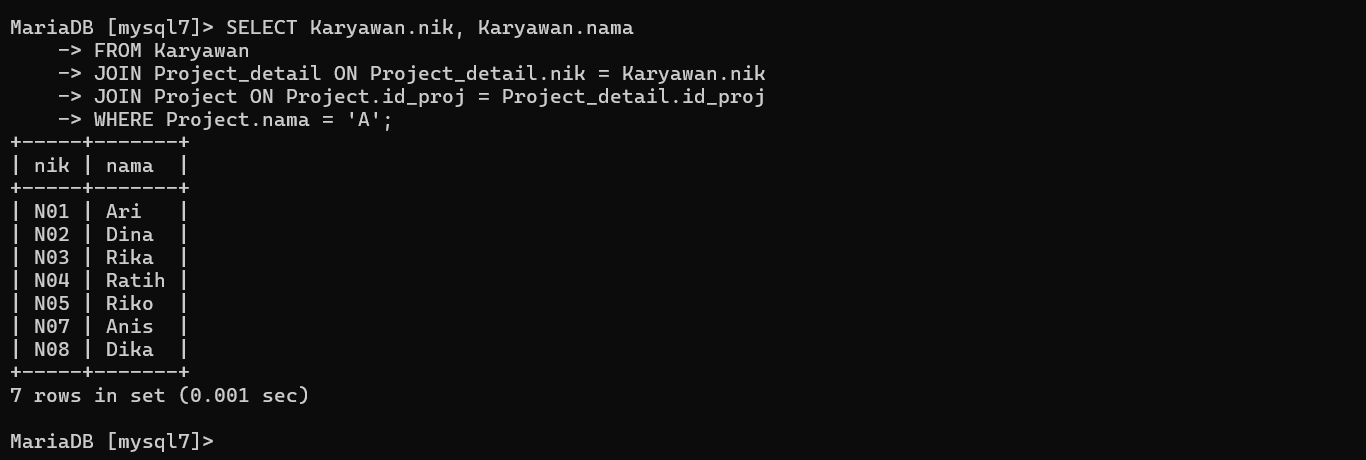 MariaDB [mysql7]> SELECT Karyawan.nik, Karyawan.nama
    -> FROM Karyawan
    -> JOIN Project_detail ON Project_detail.nik = Karyawan.nik
    -> JOIN Project ON Project.id_proj = Project_detail.id_proj
    -> WHERE Project.nama = 'A';
+-----+-------+
| nik | nama  |
+-----+-------+
| N01 | Ari   |
| N02 | Dina  |
| N03 | Rika  |
| N04 | Ratih |
| N05 | Riko  |
| N07 | Anis  |
| N08 | Dika  |
+-----+-------+
7 rows in set (0.001 sec)

MariaDB [mysql7]>